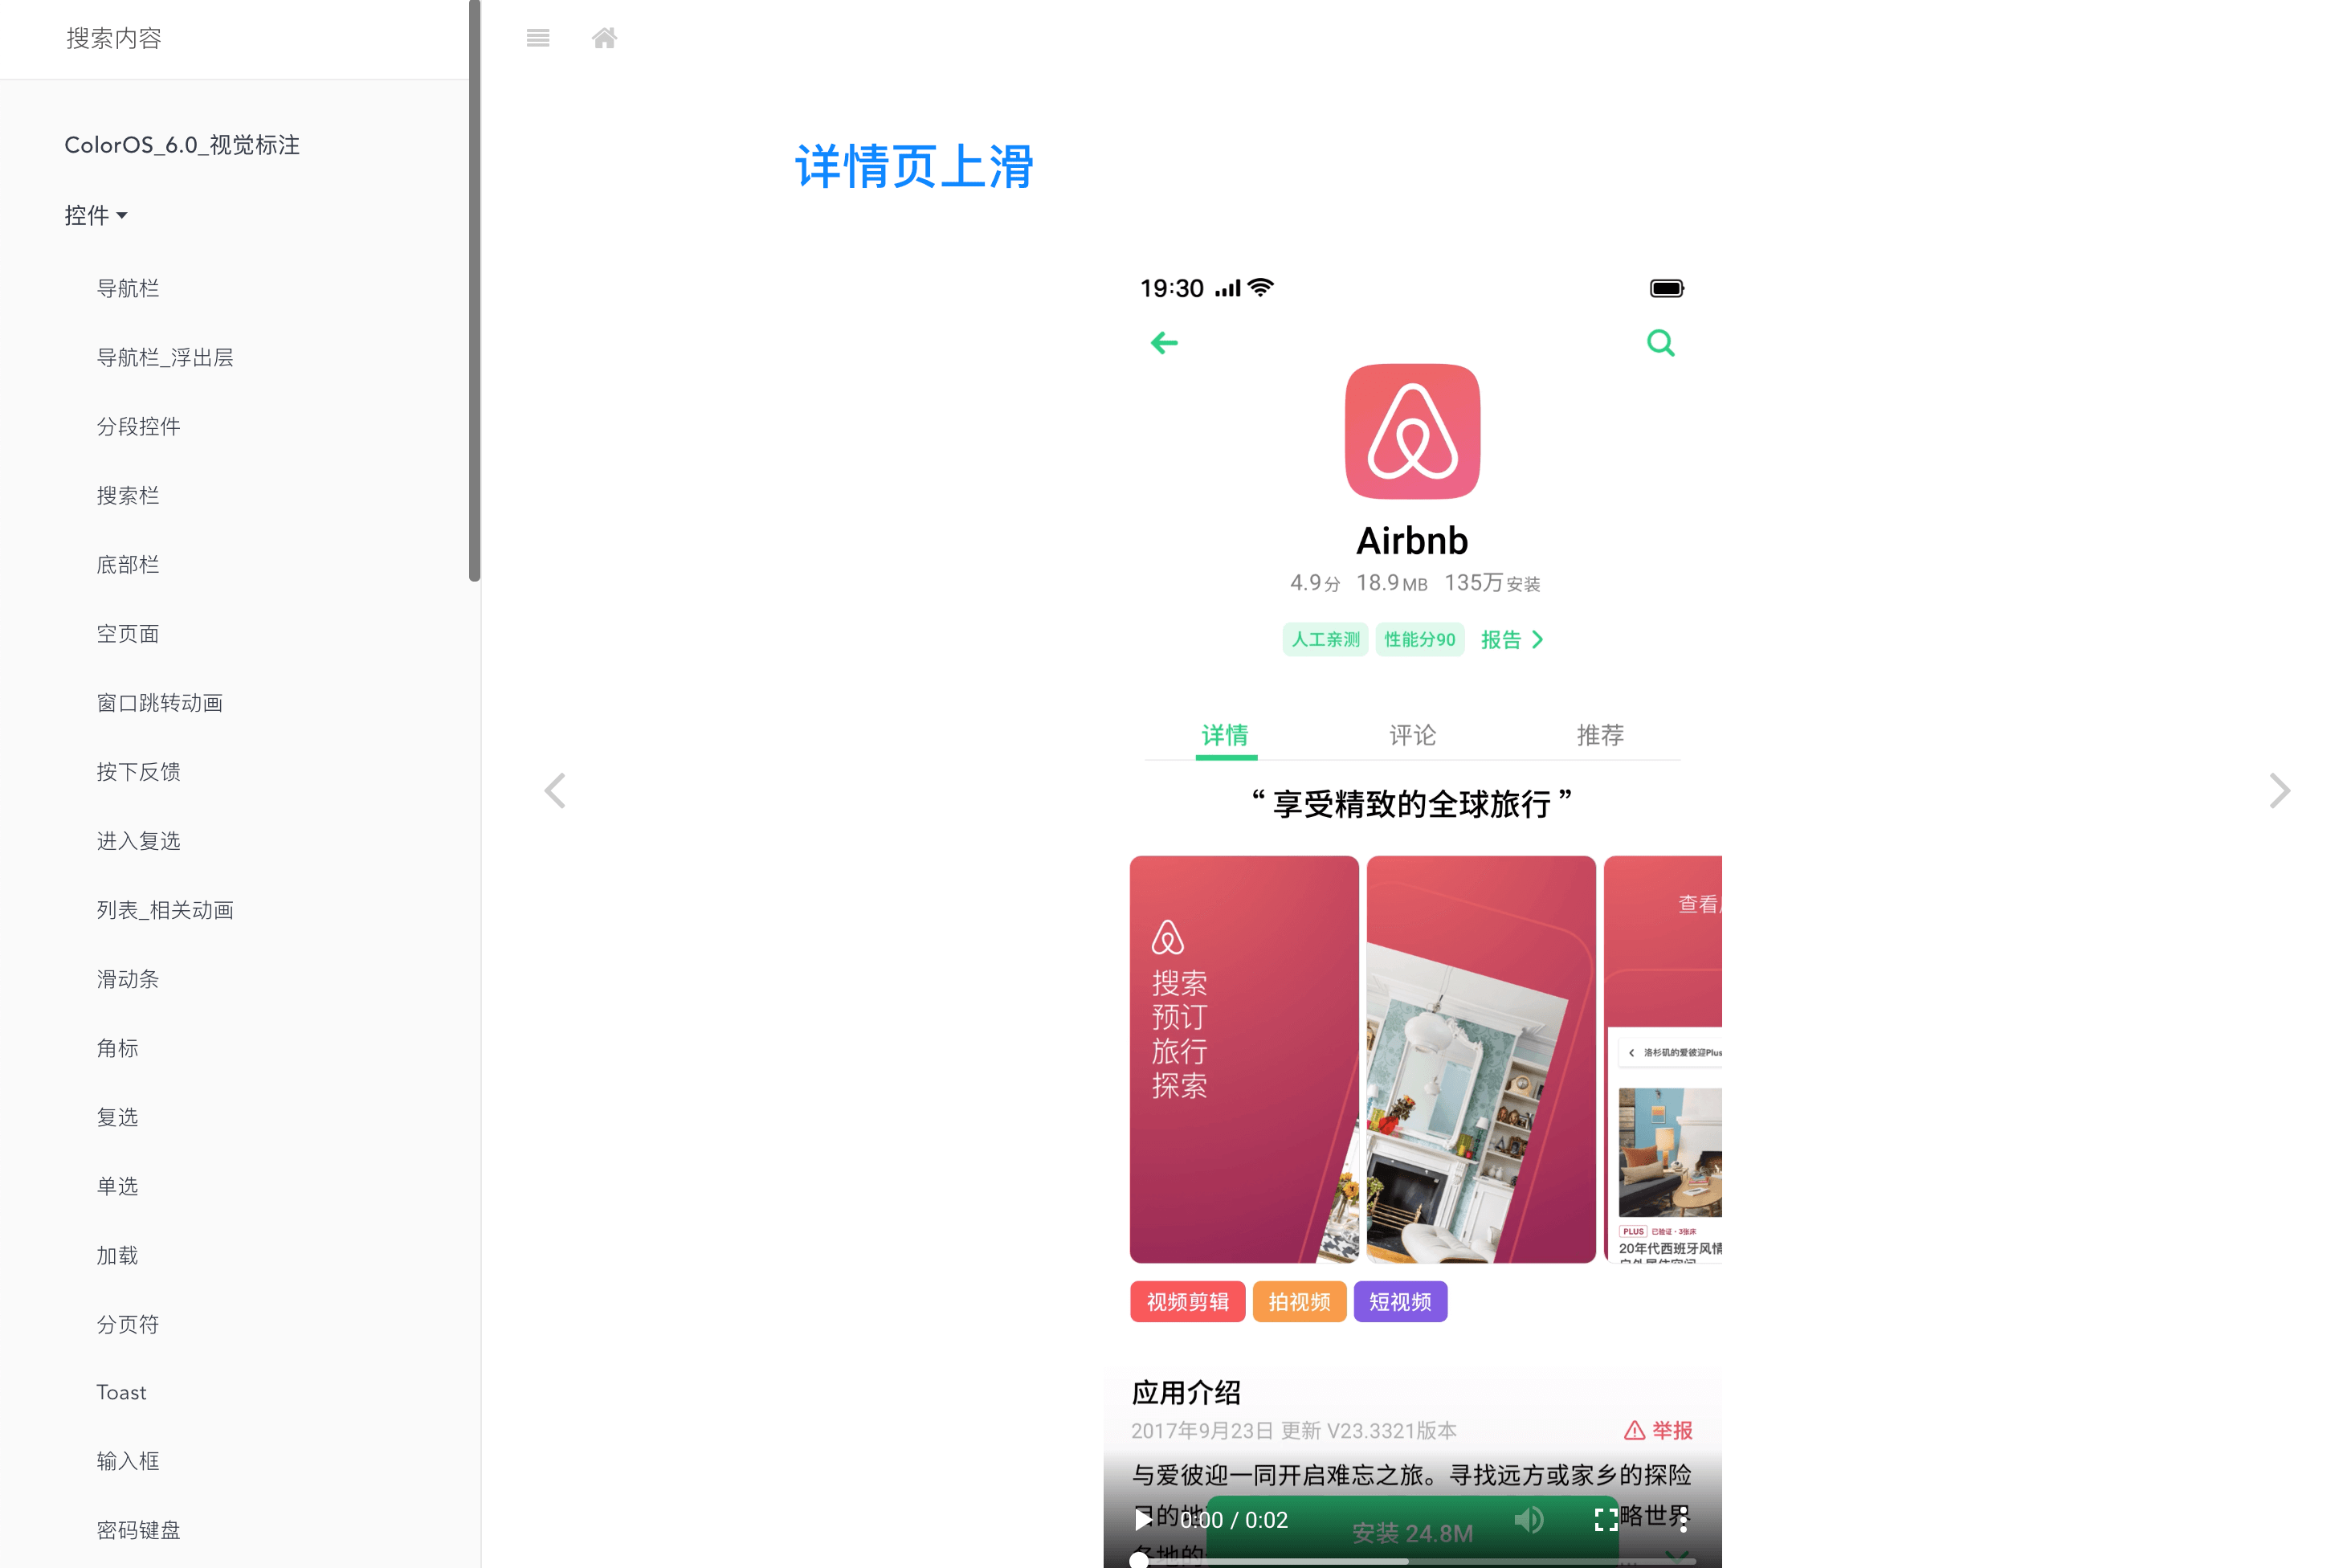 搜索内容
ColorOS_6.0_视觉标注
控件
导航栏
导航栏_浮出层
分段控件
搜索栏
底部栏
空页面
窗口跳转动画
按下反馈
进入复选
列表_相关动画
滑动条
角标
复选
单选
加载
分页符
Toast
输入框
密码键盘
详情页上滑
19:30
Airbnb
4.9分 18.9MB 135万安装
人工亲测 性能分90 报告
详情 评论 推荐
“ 享受精致的全球旅行 ”
搜索
预订
旅行
探索
查看
洛杉矶的爱彼迎Plus
PLUS 已验证 · 3张床
20年代西班牙风情
视频剪辑 拍视频 短视频
应用介绍
2017年9月23日 更新 V23.3321版本 举报
与爱彼迎一同开启难忘之旅。寻找远方或家乡的探险
目的地 略世界
0:00 / 0:02
安装 24.8M
各地的